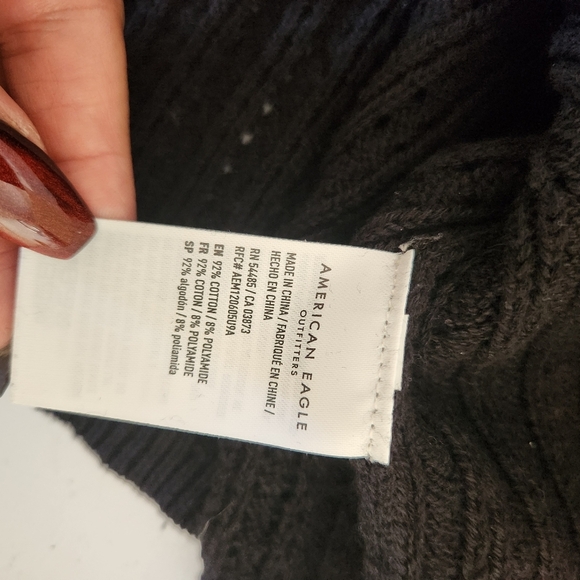 AMERICAN EAGLE
OUTFITTERS
MADE IN CHINA / FABRIQUÉ EN CHINE /
HECHO EN CHINA
RN 54485 / CA 03873
RFC# AEM120605U9A
EN 92% COTTON / 8% POLYAMIDE
FR 92% COTON / 8% POLYAMIDE
SP 92% algodón / 8% poliamida